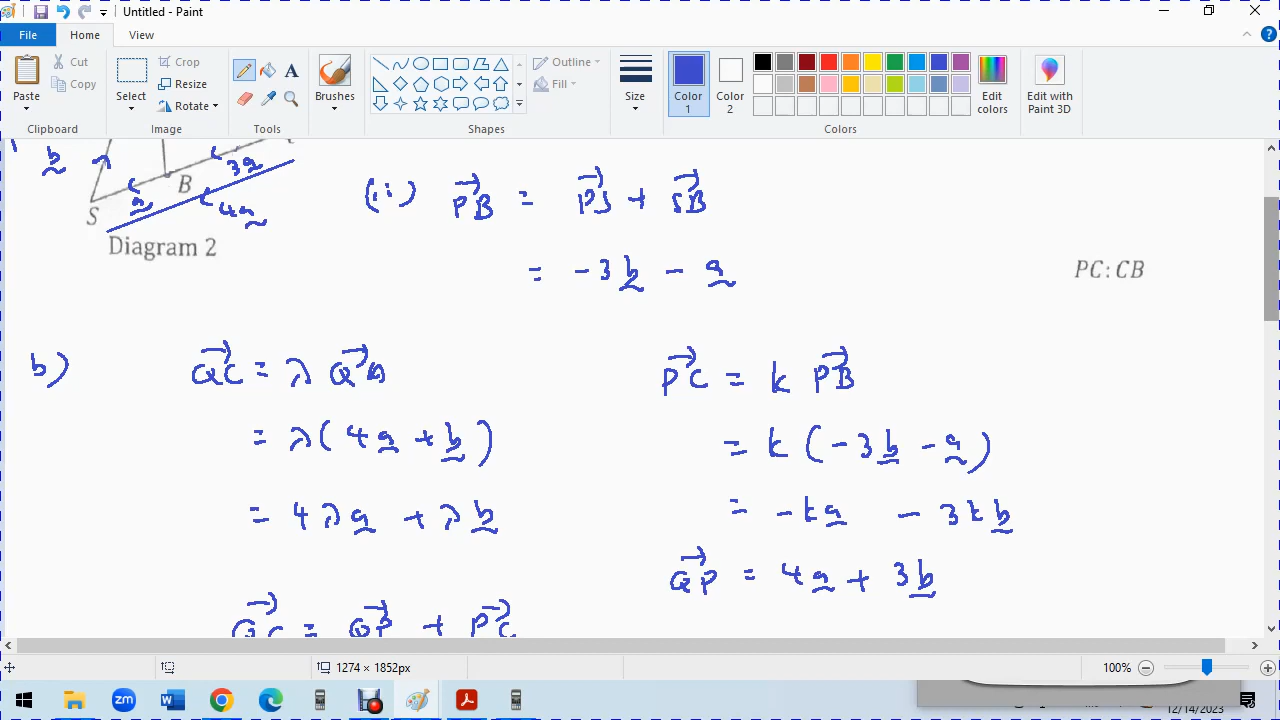 Untitled - Paint
File Home View
Paste Cut Copy Clipboard
Select Crop Resize Rotate Image
Tools
Brushes
Outline Fill Shapes
Size
Color 1 Color 2 Edit colors Colors
Edit with Paint 3D
b 3a
a B
S 4a
Diagram 2
(ii) PB = PS + SB
= -3b - a
PC : CB
b) QC = λ QA
= λ(4a + b)
= 4λa + λb
PC = k PB
= k(-3b - a)
= -ka - 3kb
QP = 4a + 3b
QC = QP + PC
1274 × 1852px 100%
zm W
12/14/2023